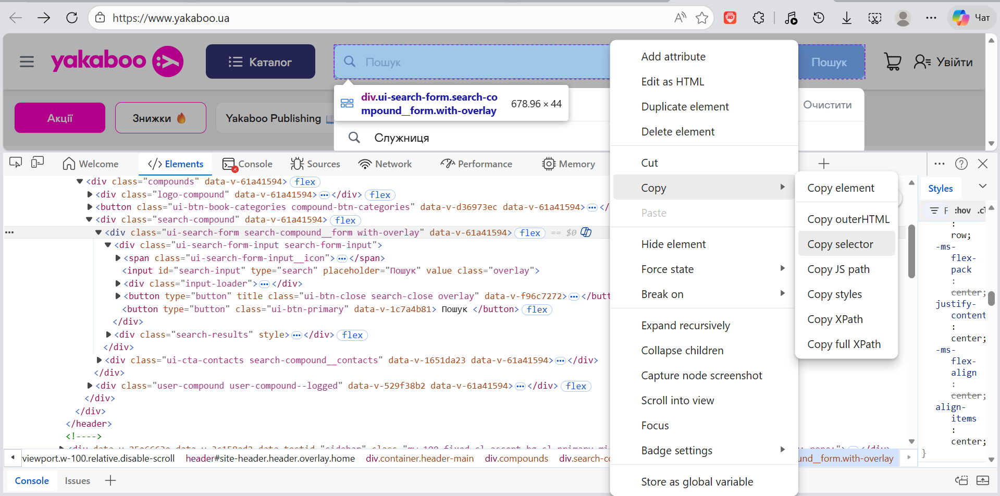 https://www.yakaboo.ua
Чат
yakaboo
Каталог
Пошук
Пошук
Увійти
Акції
Знижки
Yakaboo Publishing
div.ui-search-form.search-co
mpound__form.with-overlay
678.96 × 44
Очистити
Служниця
Welcome
</> Elements
Console
Sources
Network
Performance
Memory
<div class="compounds" data-v-61a41594> flex
<div class="logo-compound" data-v-61a41594> … </div> flex
<button class="ui-btn-book-categories compound-btn-categories" data-v-d36973ec data-v-61a41594> … </
<div class="search-compound" data-v-61a41594> flex
<div class="ui-search-form search-compound__form with-overlay" data-v-61a41594> flex == $0
<div class="ui-search-form-input search-form-input">
<span class="ui-search-form-input__icon"> … </span>
<input id="search-input" type="search" placeholder="Пошук" value class="overlay">
<div class="input-loader"> … </div>
<button type="button" title class="ui-btn-close search-close overlay" data-v-f96c7272> … </butt
<button type="button" class="ui-btn-primary" data-v-1c7a4b81> Пошук </button> flex
</div>
<div class="search-results" style> … </div> flex
</div>
<div class="ui-cta-contacts search-compound__contacts" data-v-1651da23 data-v-61a41594> … </div>
</div>
<div class="user-compound user-compound--logged" data-v-529f38b2 data-v-61a41594> … </div> flex
</div>
</div>
</header>
<!---->
viewport.w-100.relative.disable-scroll
header#site-header.header.overlay.home
div.container.header-main
div.compounds
div.search-co
und__form.with-overlay
Console
Issues
Add attribute
Edit as HTML
Duplicate element
Delete element
Cut
Copy
Paste
Hide element
Force state
Break on
Expand recursively
Collapse children
Capture node screenshot
Scroll into view
Focus
Badge settings
Store as global variable
Copy element
Copy outerHTML
Copy selector
Copy JS path
Copy styles
Copy XPath
Copy full XPath
Styles
F :hov .cl
:
row;
-ms-
flex-
pack
:
center;
justify-
content
:
center;
-ms-
flex-
align
:
center;
align-
items
:
center;
}